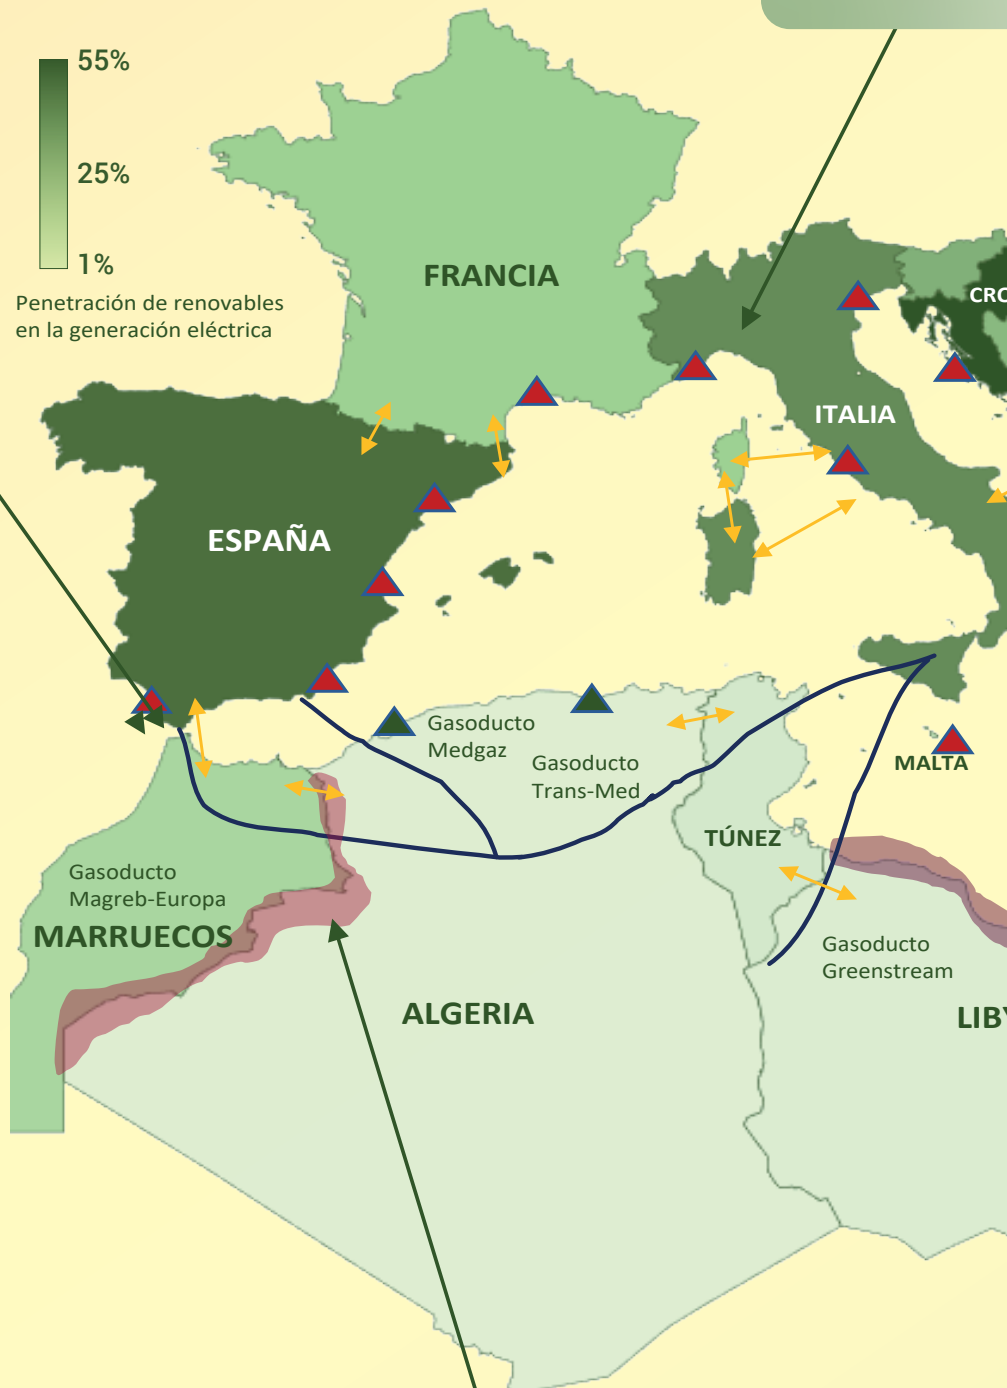 55%
25%
1%
Penetración de renovables
en la generación eléctrica
FRANCIA
CRO
ITALIA
ESPAÑA
Gasoducto
Medgaz
Gasoducto
Trans-Med
MALTA
TÚNEZ
Gasoducto
Magreb-Europa
MARRUECOS
Gasoducto
Greenstream
ALGERIA
LIBY